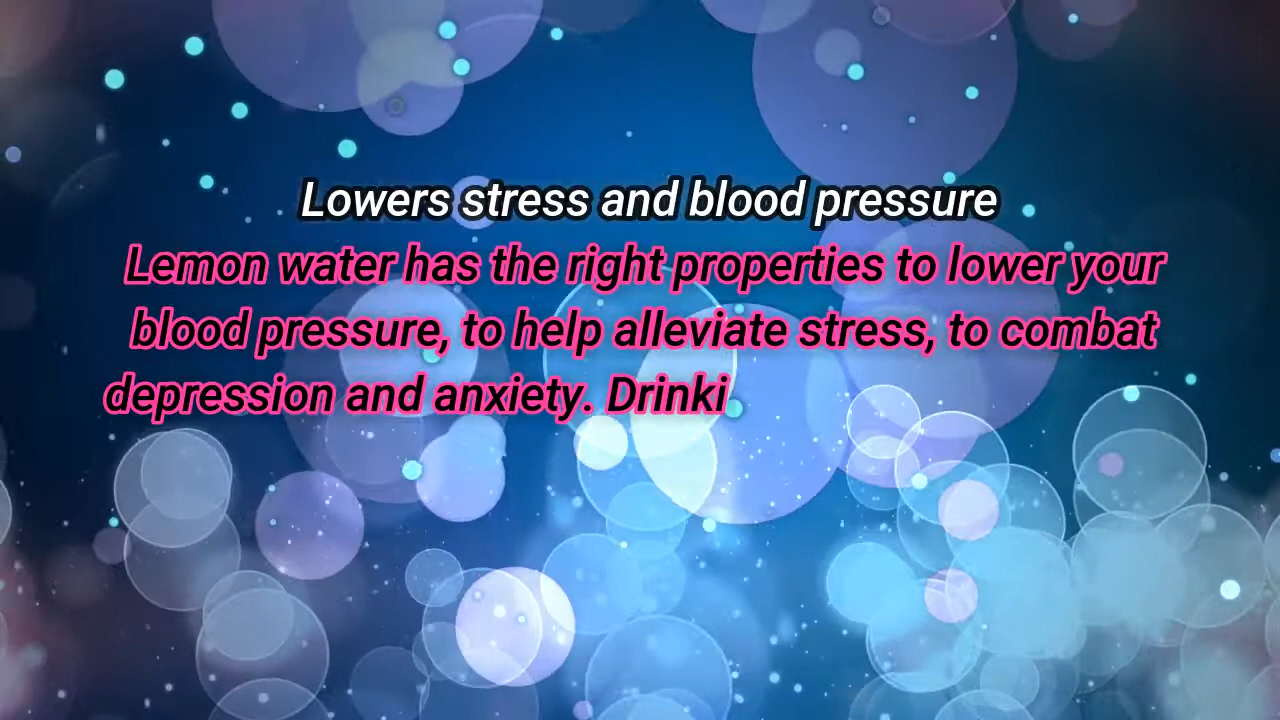 Lowers stress and blood pressure
Lemon water has the right properties to lower your
blood pressure, to help alleviate stress, to combat
depression and anxiety. Drinki